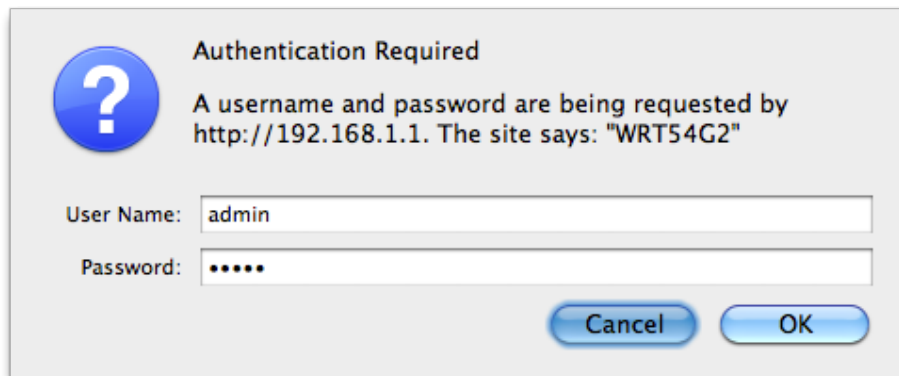 Authentication Required
A username and password are being requested by
http://192.168.1.1. The site says: "WRT54G2"
User Name: admin
Password: •••••
Cancel OK